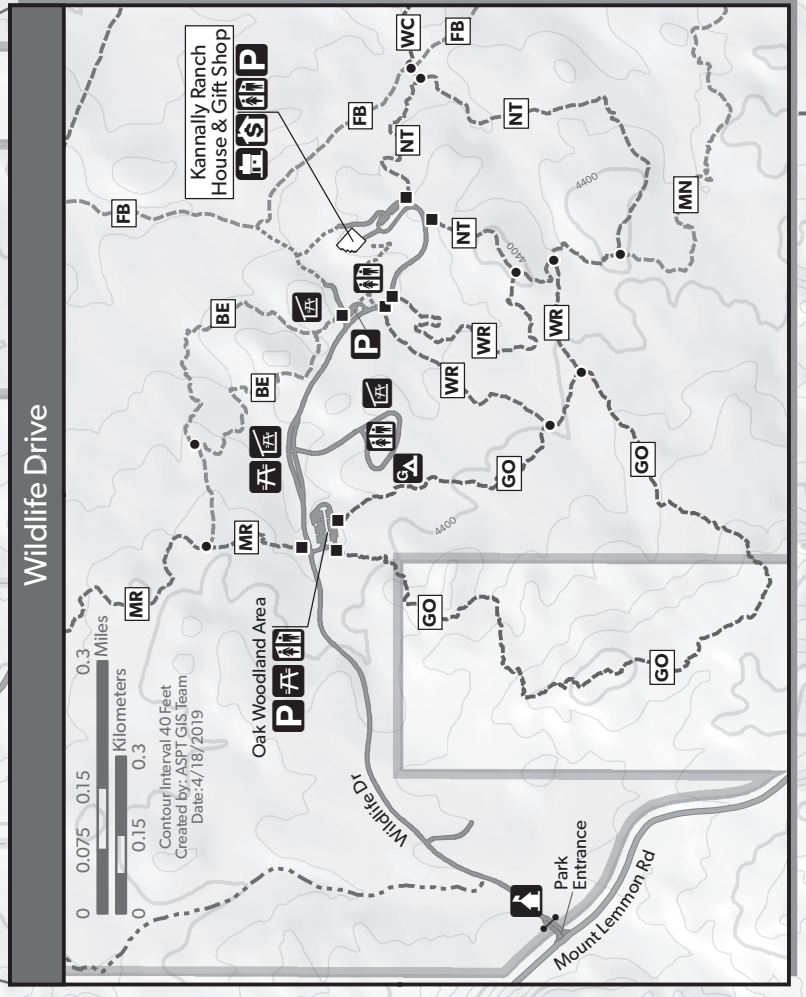 Wildlife Drive
0 0.075 0.15 0.3
Miles
Kilometers
0 0.15 0.3
Contour Interval 40 Feet
Created by: ASPT GIS Team
Date:4/18/2019
Kannally Ranch
House & Gift Shop
$
P
FB
FB
FB
WC
NT
NT
NT
MN
4400
4400
4400
BE
BE
P
WR
WR
WR
G
GO
GO
GO
GO
MR
MR
Oak Woodland Area
P
Wildlife Dr
Park
Entrance
Mount Lemmon Rd